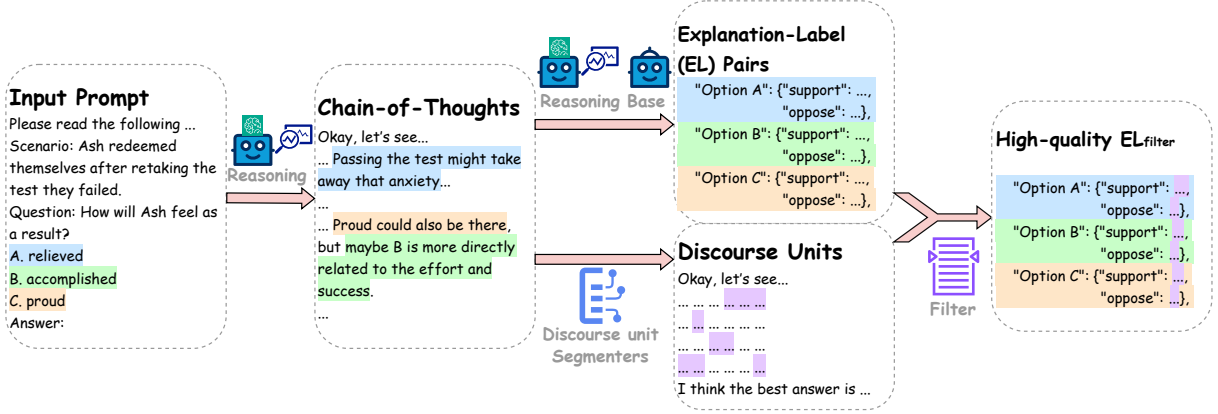 Input Prompt
Please read the following ...
Scenario: Ash redeemed
themselves after retaking the
test they failed.
Question: How will Ash feel as
a result?
A. relieved
B. accomplished
C. proud
Answer:
Reasoning
Chain-of-Thoughts
Okay, let's see...
... Passing the test might take
away that anxiety...
...
... Proud could also be there,
but maybe B is more directly
related to the effort and
success.
...
Reasoning Base
Explanation-Label
(EL) Pairs
"Option A": {"support": ...,
"oppose": ...},
"Option B": {"support": ...,
"oppose": ...},
"Option C": {"support": ...,
"oppose": ...},
Discourse unit
Segmenters
Discourse Units
Okay, let's see...
... ... ... ... ... ...
... ... ... ... ... ...
... ... ... ... ... ...
... ... ... ... ... ...
I think the best answer is ...
Filter
High-quality ELfilter
"Option A": {"support": ...,
"oppose": ...},
"Option B": {"support": ...,
"oppose": ...},
"Option C": {"support": ...,
"oppose": ...},